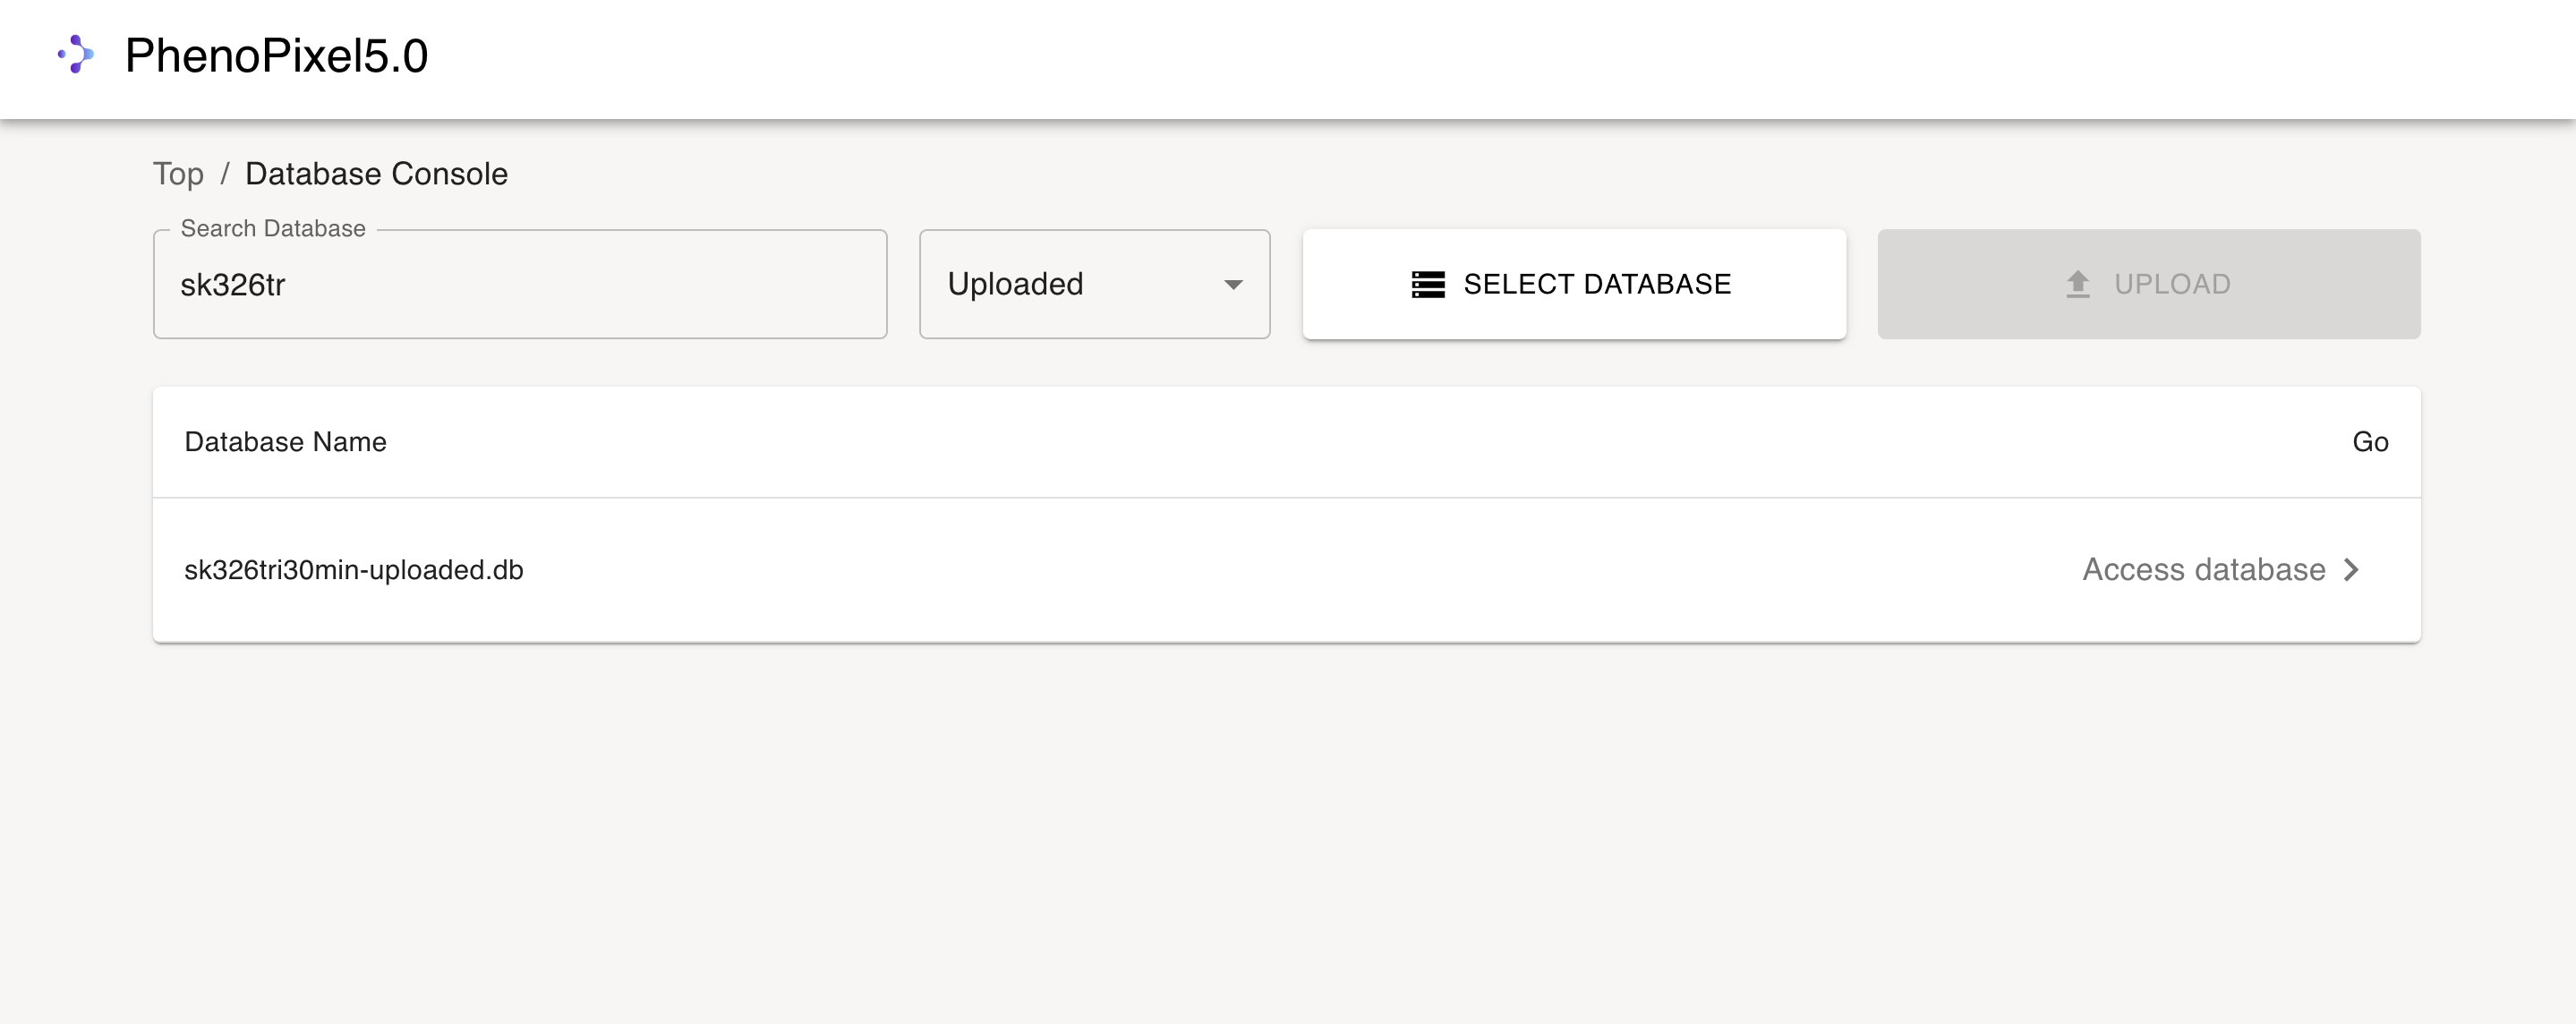 PhenoPixel5.0
Top / Database Console
Search Database
sk326tr
Uploaded
SELECT DATABASE
UPLOAD
Database Name
Go
sk326tri30min-uploaded.db
Access database